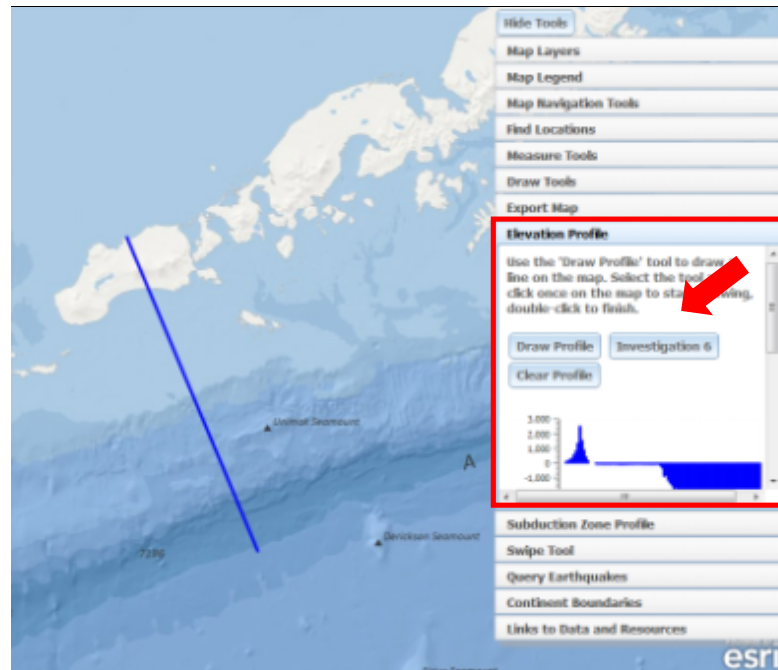 Hide Tools
Map Layers
Map Legend
Map Navigation Tools
Find Locations
Measure Tools
Draw Tools
Export Map
Elevation Profile
Use the 'Draw Profile' tool to draw
line on the map. Select the tool
click once on the map to
double-click to finish.
Draw Profile
Investigation 6
Clear Profile
3,000
2,000
1,000
0
-1,000
Unimak Seamount
A
Derickson Seamount
Subduction Zone Profile
Swipe Tool
Query Earthquakes
Continent Boundaries
Links to Data and Resources
esri